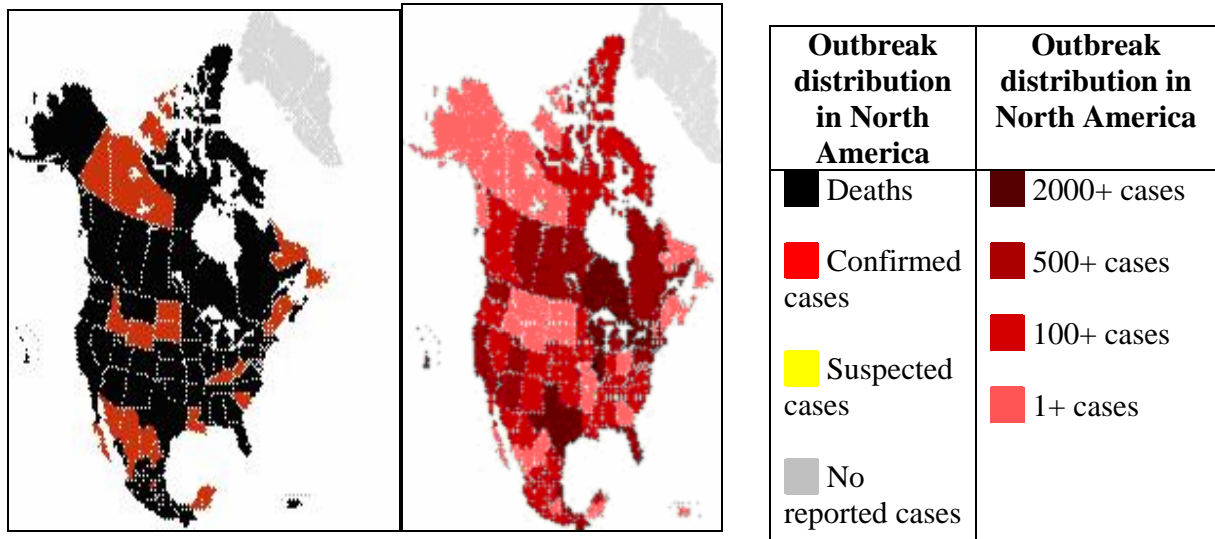 Outbreak
distribution
in North
America
Outbreak
distribution in
North America
Deaths
Confirmed
cases
Suspected
cases
No
reported cases
2000+ cases
500+ cases
100+ cases
1+ cases